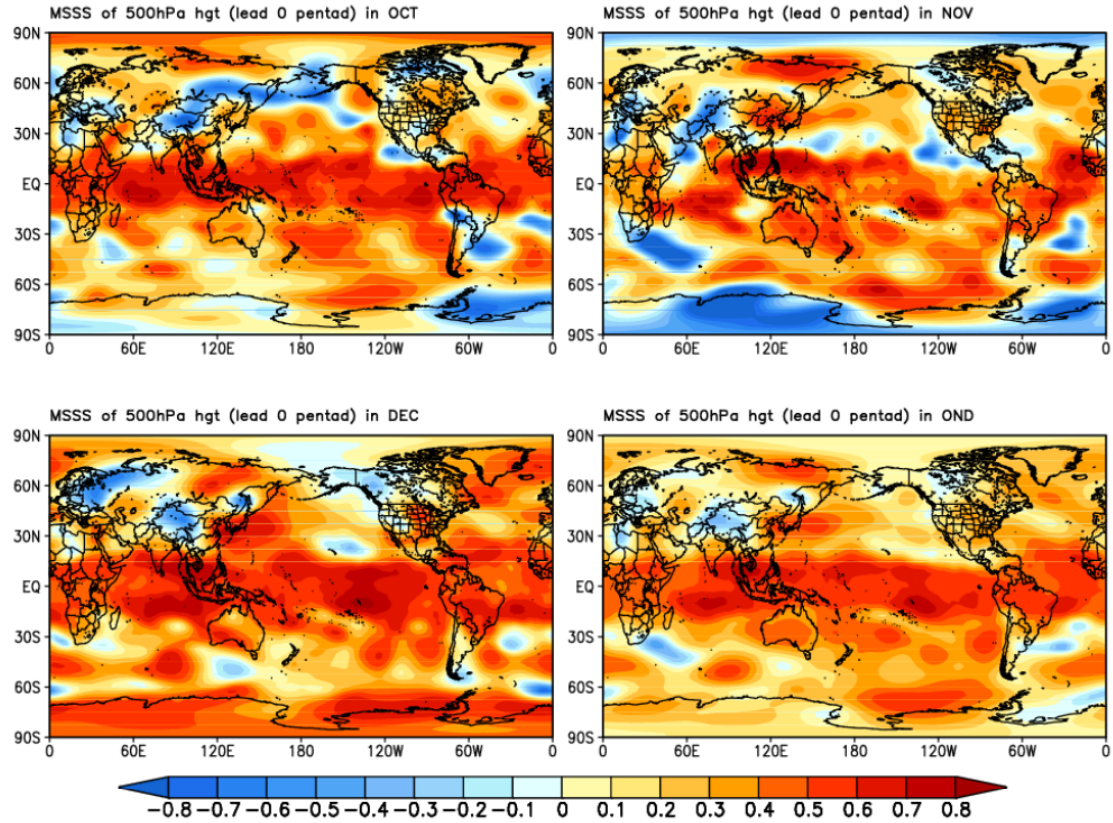 MSSS of 500hPa hgt (lead 0 pentad) in OCT
90N
60N
30N
EQ
30S
60S
90S
0 60E 120E 180 120W 60W 0
MSSS of 500hPa hgt (lead 0 pentad) in NOV
90N
60N
30N
EQ
30S
60S
90S
0 60E 120E 180 120W 60W 0
MSSS of 500hPa hgt (lead 0 pentad) in DEC
90N
60N
30N
EQ
30S
60S
90S
0 60E 120E 180 120W 60W 0
MSSS of 500hPa hgt (lead 0 pentad) in OND
90N
60N
30N
EQ
30S
60S
90S
0 60E 120E 180 120W 60W 0
-0.8 -0.7 -0.6 -0.5 -0.4 -0.3 -0.2 -0.1 0 0.1 0.2 0.3 0.4 0.5 0.6 0.7 0.8